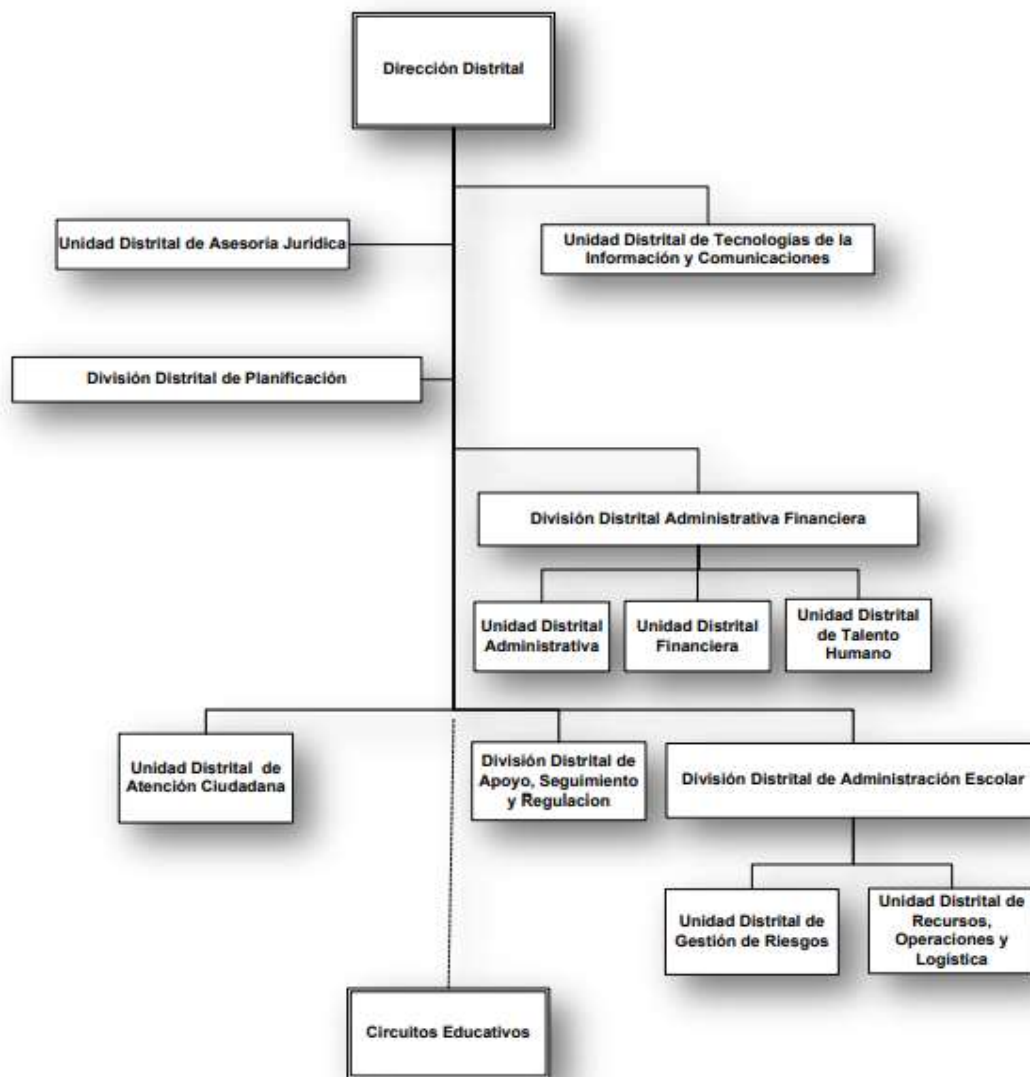 Dirección Distrital
Unidad Distrital de Asesoría Jurídica
Unidad Distrital de Tecnologías de la
Información y Comunicaciones
División Distrital de Planificación
División Distrital Administrativa Financiera
Unidad Distrital
Administrativa
Unidad Distrital
Financiera
Unidad Distrital
de Talento
Humano
Unidad Distrital de
Atención Ciudadana
División Distrital de
Apoyo, Seguimiento
y Regulacion
División Distrital de Administración Escolar
Unidad Distrital de
Gestión de Riesgos
Unidad Distrital de
Recursos,
Operaciones y
Logística
Circuitos Educativos